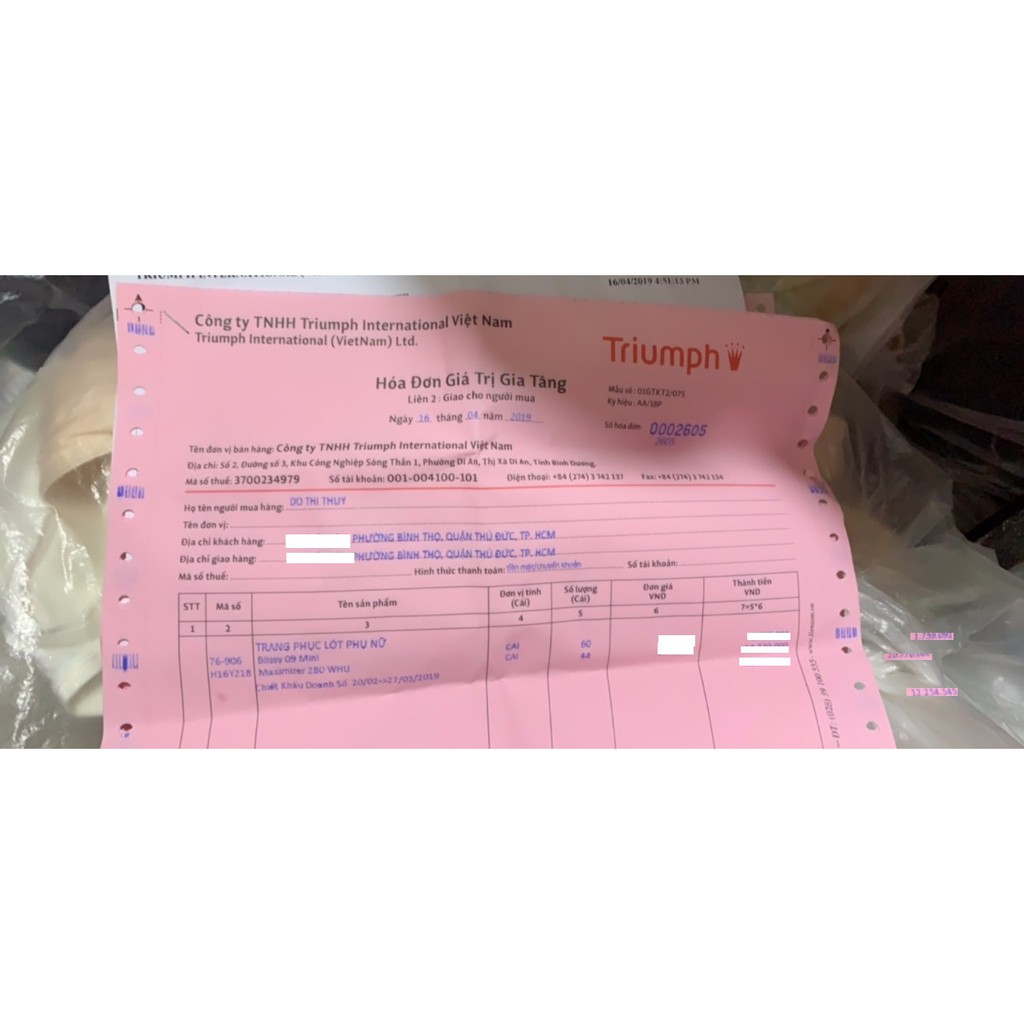 16/04/2019 4:51:13 PM
Công ty TNHH Triumph International Việt Nam
Triumph International (VietNam) Ltd.
Triumph
Hóa Đơn Giá Trị Gia Tăng
Liên 2 : Giao cho người mua
Ngày 16 tháng 04 năm 2019
Mẫu số : 01GTKT2/075
Ký hiệu : AA/18P
Số hóa đơn: 0002605
2605
Tên đơn vị bán hàng: Công ty TNHH Triumph International Việt Nam
Địa chỉ: Số 2, Đường số 3, Khu Công Nghiệp Sóng Thần 1, Phường Dĩ An, Thị Xã Dĩ An, Tỉnh Bình Dương.
Mã số thuế: 3700234979 Số tài khoản: 001-004100-101 Điện thoại: +84 (274) 3 742 137 Fax: +84 (274) 3 742 134
Họ tên người mua hàng: DO THI THUY
Tên đơn vị:
Địa chỉ khách hàng: PHƯỜNG BÌNH THỌ, QUẬN THỦ ĐỨC, TP. HCM
Địa chỉ giao hàng: PHƯỜNG BÌNH THỌ, QUẬN THỦ ĐỨC, TP. HCM
Mã số thuế: Hình thức thanh toán: Tiền mặt/chuyển khoản Số tài khoản:
STT Mã số Tên sản phẩm Đơn vị tính (Cái) Số lượng (Cái) Đơn giá VND Thành tiền VND
1 2 3 4 5 6 7=5*6
TRANG PHỤC LÓT PHỤ NỮ
76-906 Blissy 09 Mini CAI 60
H16Y218 Maximizer 280 WHU CAI 44
Chiết Khấu Doanh Số 20/02->22/03/2019